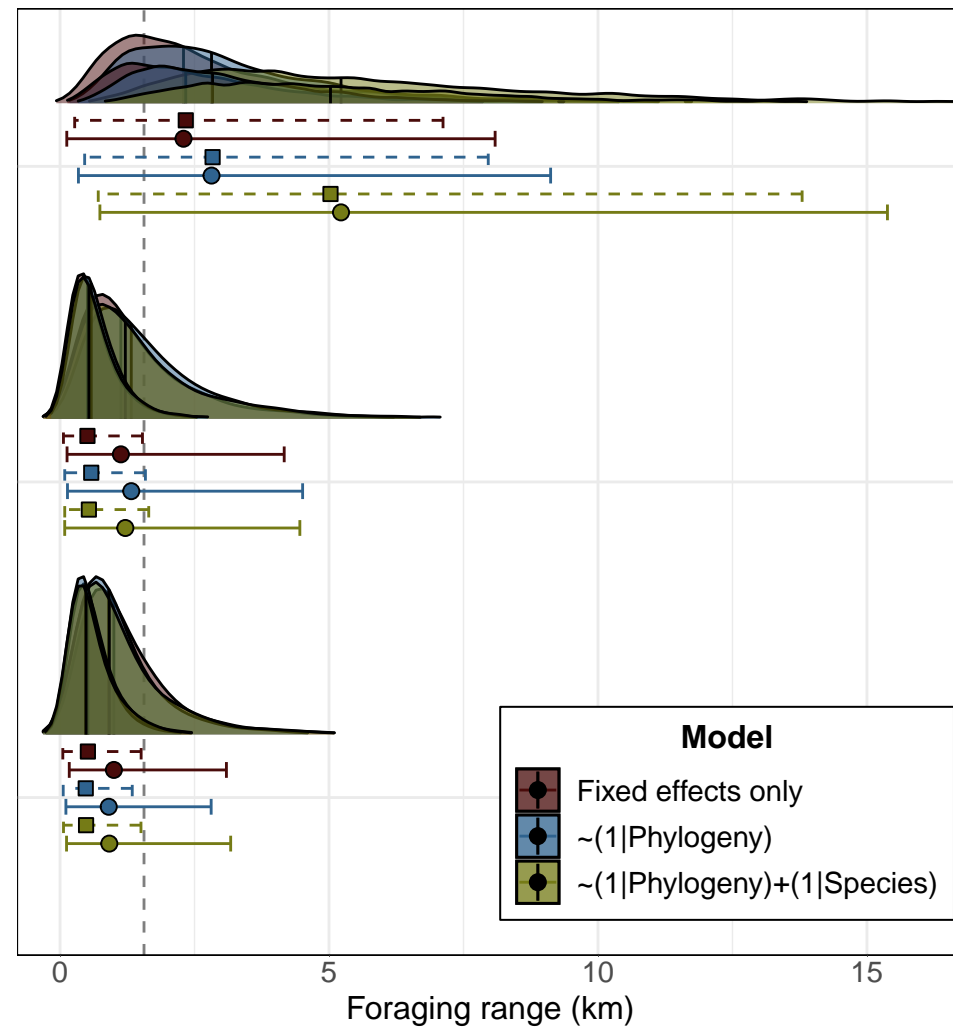 Model
Fixed effects only
~(1|Phylogeny)
~(1|Phylogeny)+(1|Species)
0 5 10 15
Foraging range (km)